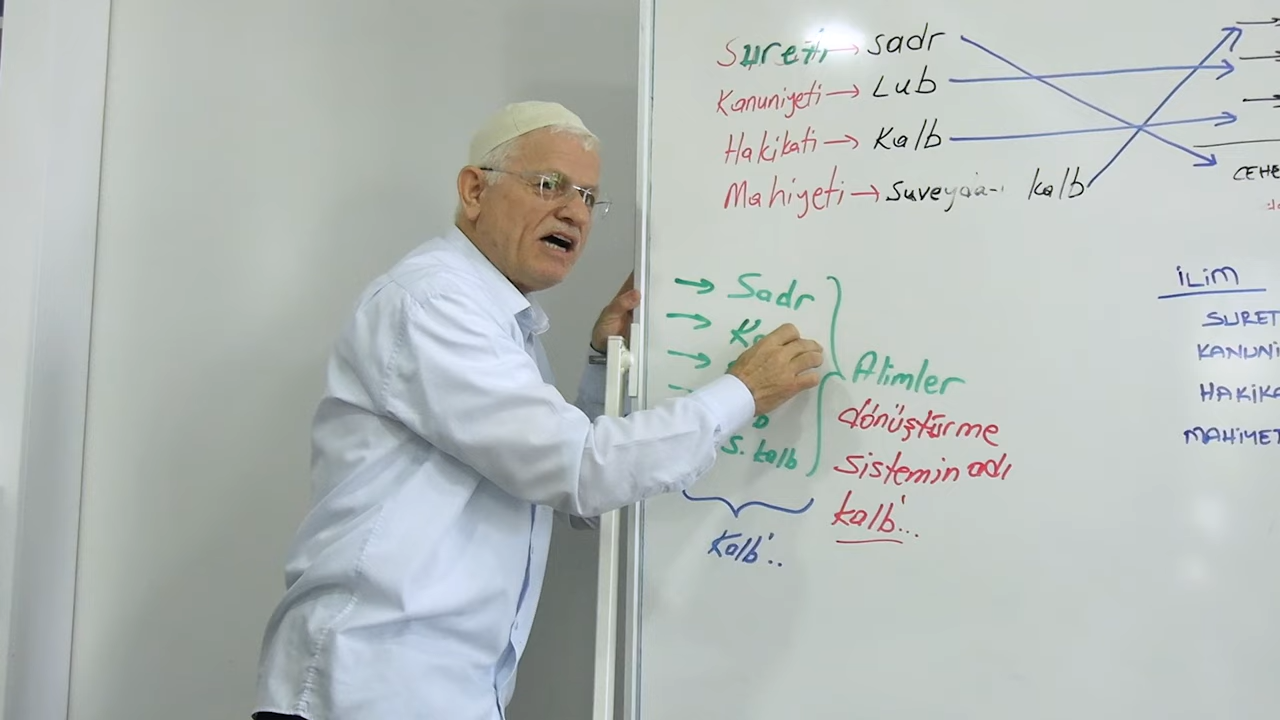 Sureti → sadr
Kanuniyeti → Lub
Hakikati → Kalb
Mahiyeti → suveyda-i kalb
CEHE
→ Sadr
→
→
→
S. kalb
Alimler
dönüştürme
sistemin adı
kalb'...
Kalb'..
İLİM
SURET
KANUNİ
HAKİKA
MAHİYET